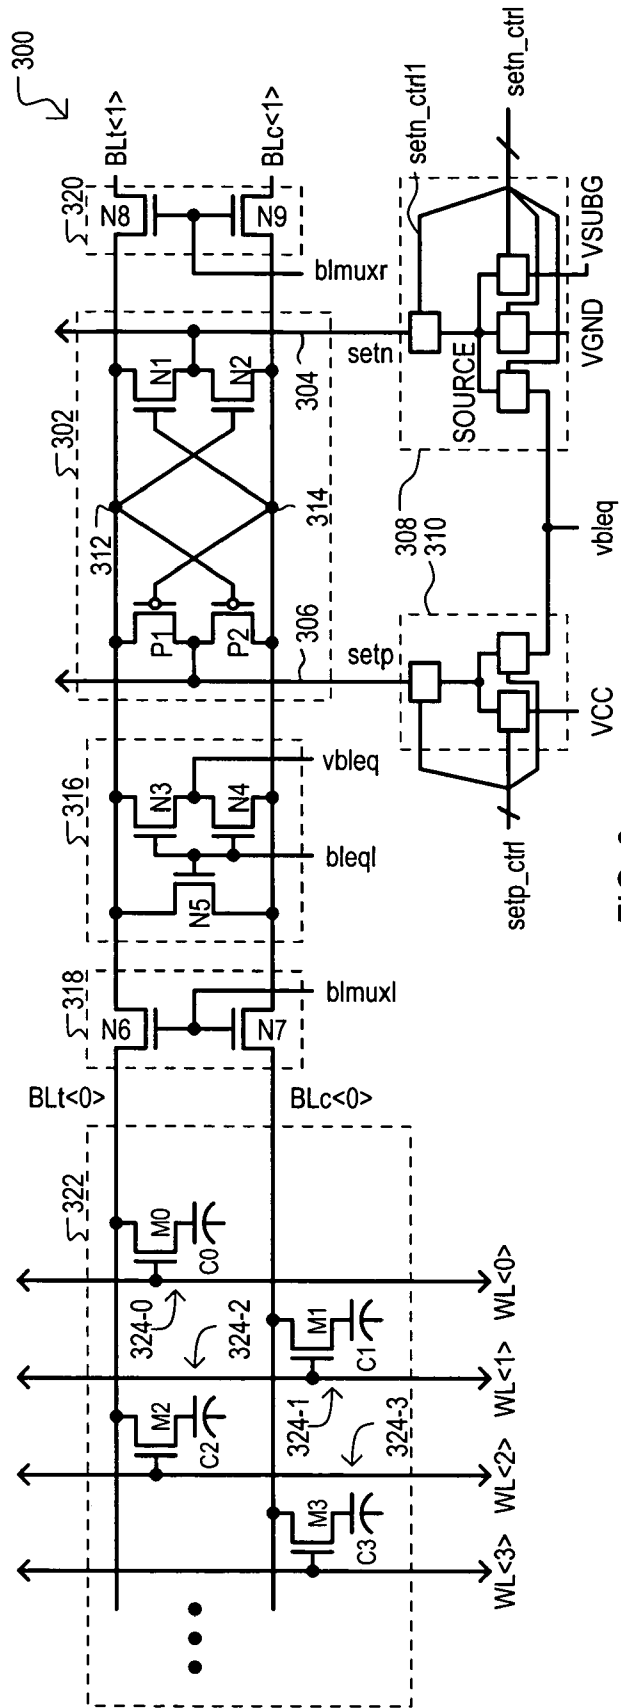 300
BLt<1>
BLc<1>
320
N8
N9
blmuxr
302
304
setn
N1
N2
312
314
P1
P2
306
setp
316
N3
N4
N5
vbleq
bleql
318
N6
N7
blmuxl
BLt<0>
BLc<0>
322
M0
C0
324-0
324-2
M1
C1
324-1
M2
C2
324-3
M3
C3
WL<0>
WL<1>
WL<2>
WL<3>
setn_ctrl1
setn_ctrl
VSUBG
VGND
SOURCE
308
310
vbleq
VCC
setp_ctrl